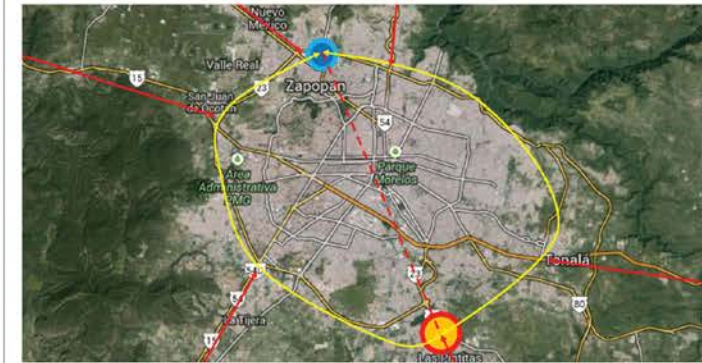 Nuevo
México
Valle Real
15
23
Zapopan
San Juan
de Ocotán
54
Área
Administrativa
Parque
Morelos
Tonalá
23
80
La Tijera
15
Las Pintitas